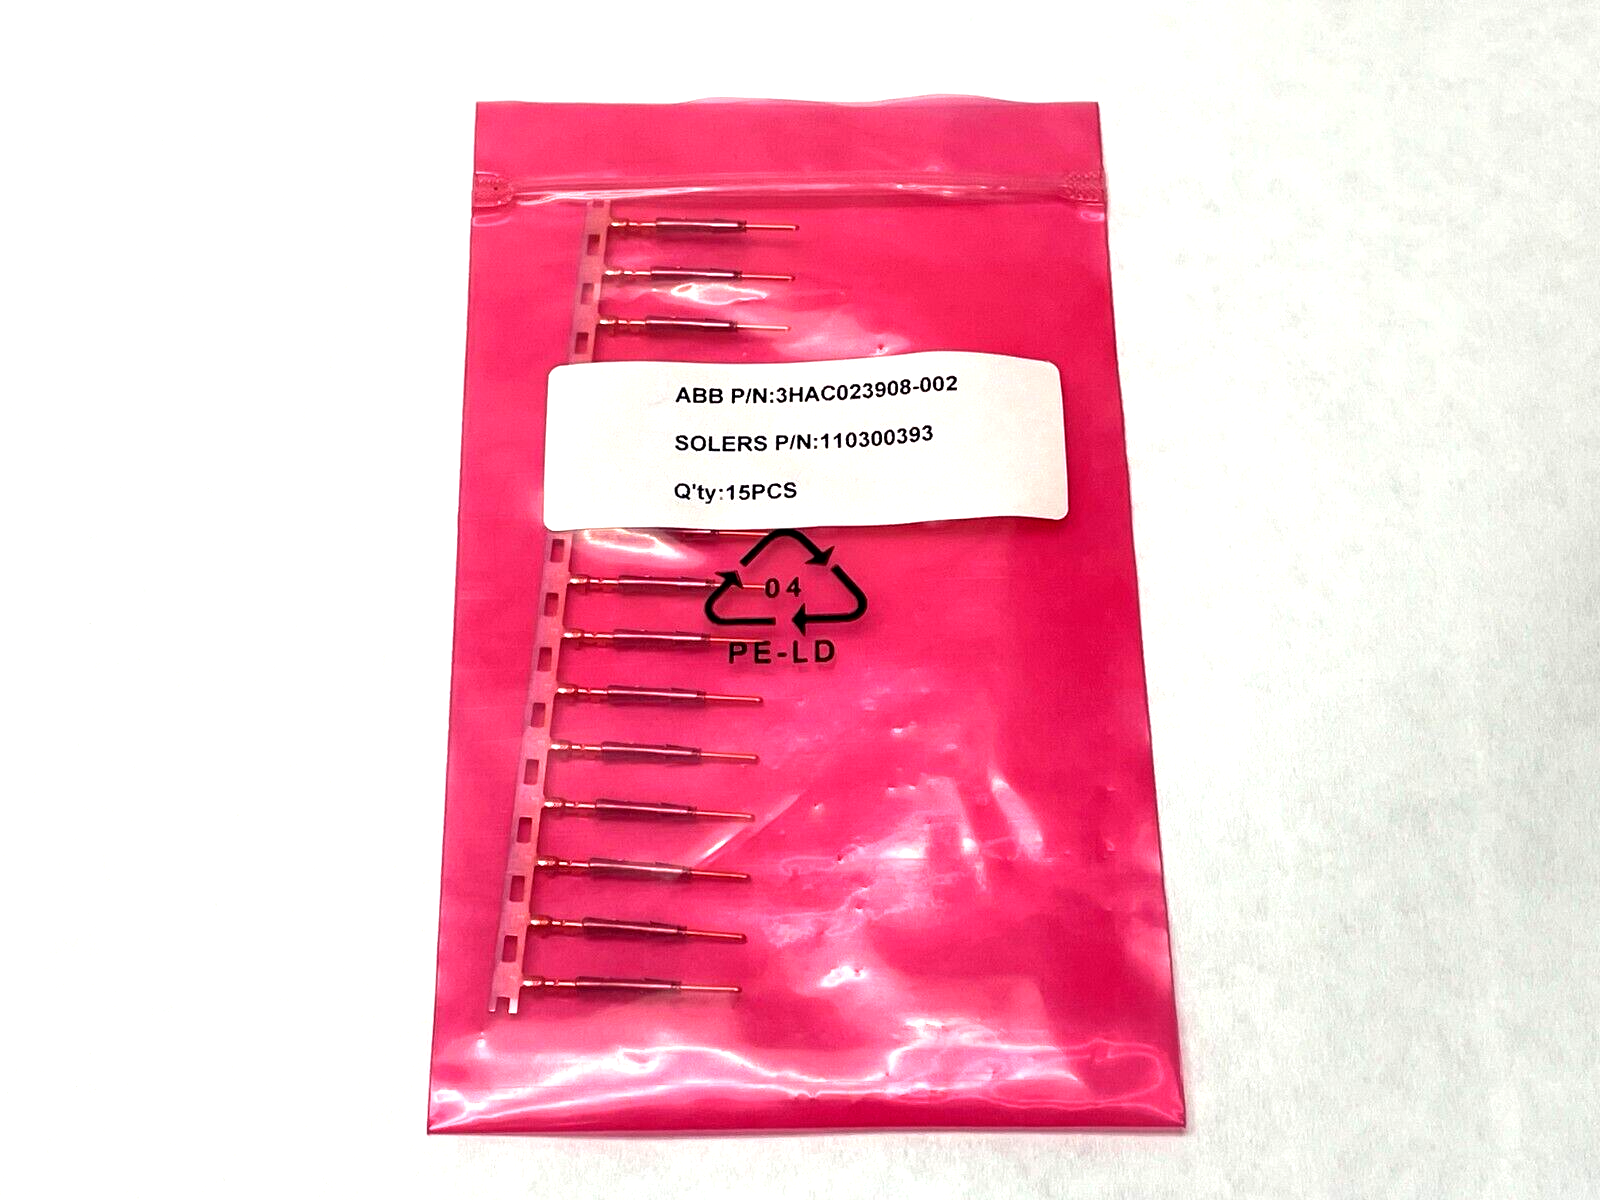 ABB P/N:3HAC023908-002
SOLERS P/N:110300393
Q'ty:15PCS
04
PE-LD